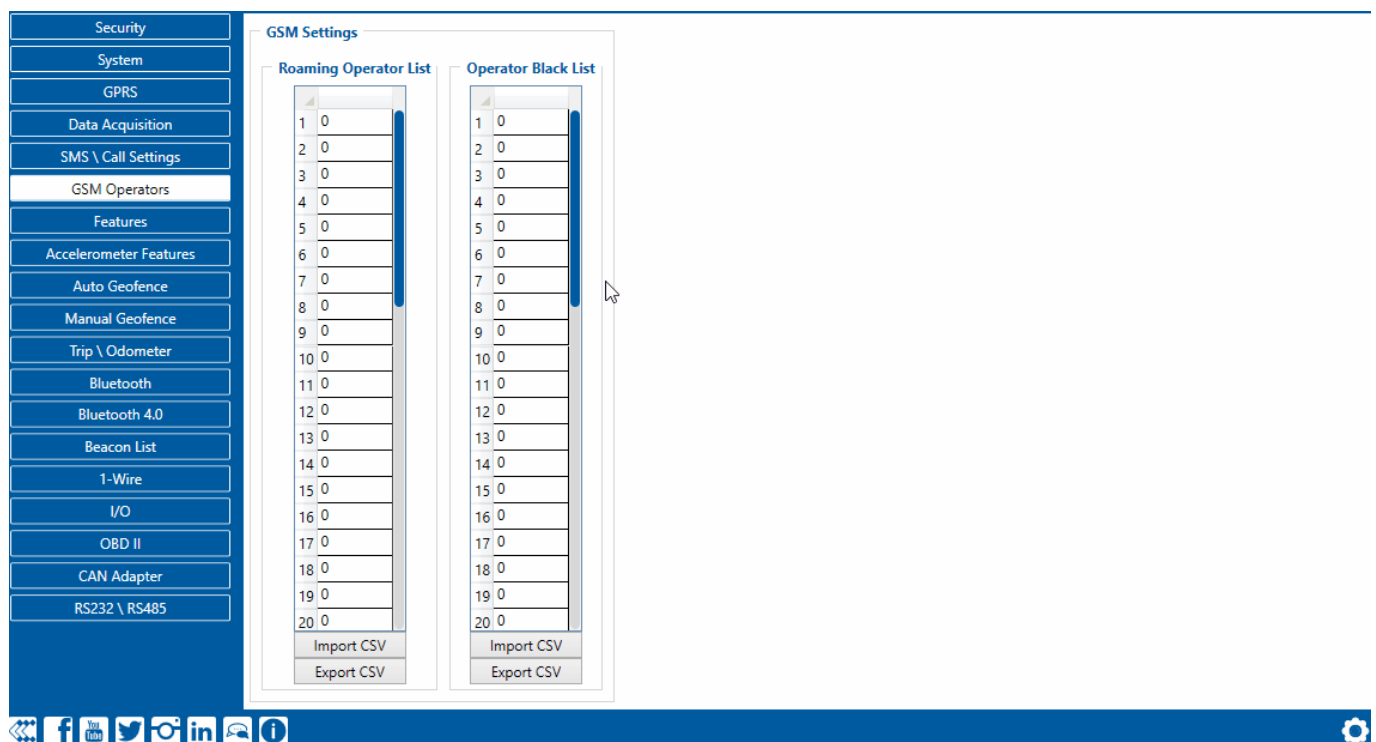 Security
System
GPRS
Data Acquisition
SMS \ Call Settings
GSM Operators
Features
Accelerometer Features
Auto Geofence
Manual Geofence
Trip \ Odometer
Bluetooth
Bluetooth 4.0
Beacon List
1-Wire
I/O
OBD II
CAN Adapter
RS232 \ RS485
GSM Settings
Roaming Operator List
1 0
2 0
3 0
4 0
5 0
6 0
7 0
8 0
9 0
10 0
11 0
12 0
13 0
14 0
15 0
16 0
17 0
18 0
19 0
20 0
Import CSV
Export CSV
Operator Black List
1 0
2 0
3 0
4 0
5 0
6 0
7 0
8 0
9 0
10 0
11 0
12 0
13 0
14 0
15 0
16 0
17 0
18 0
19 0
20 0
Import CSV
Export CSV
f
You
Tube
in
i